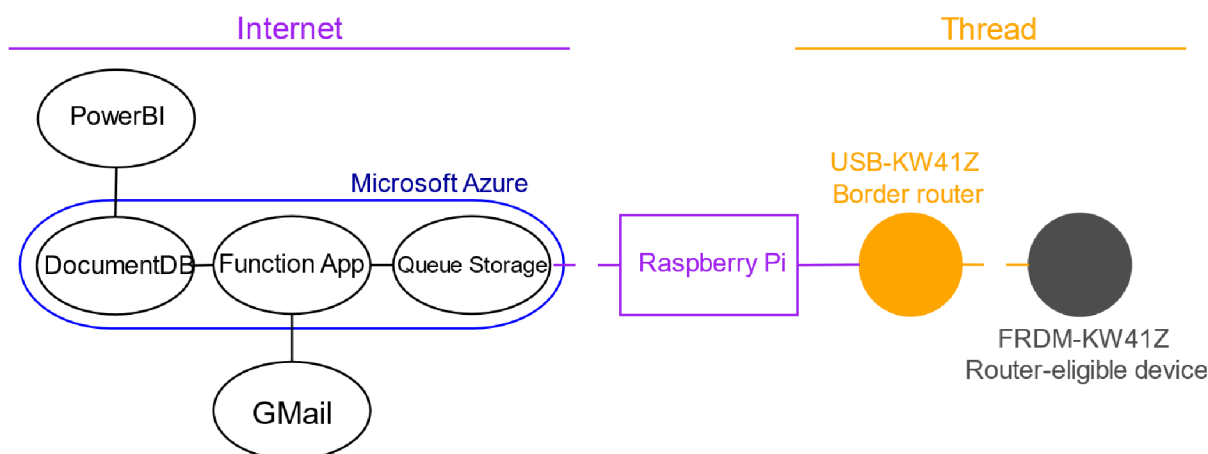 Internet
Thread
PowerBI
USB-KW41Z
Border router
Microsoft Azure
DocumentDB
Function App
Queue Storage
Raspberry Pi
FRDM-KW41Z
Router-eligible device
GMail